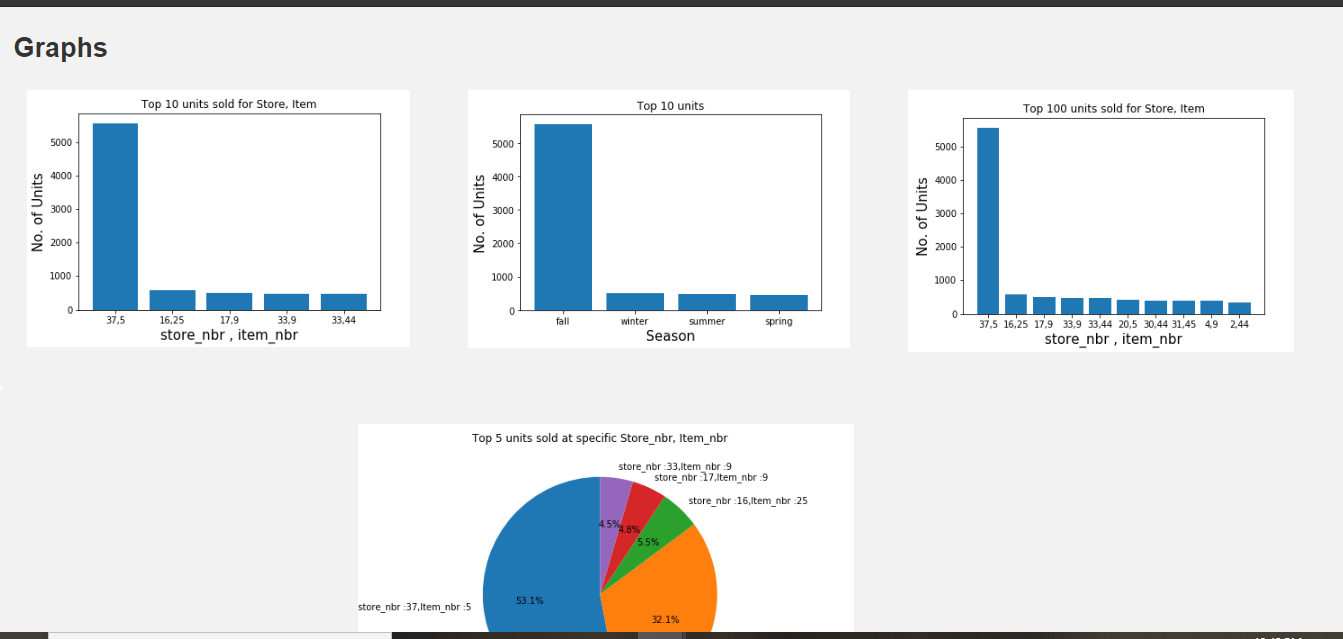 Graphs
Top 10 units sold for Store, Item
5000
4000
3000
2000
1000
0
No. of Units
37,5 16,25 17,9 33,9 33,44
store_nbr , item_nbr
Top 10 units
5000
4000
3000
2000
1000
0
No. of Units
fall winter summer spring
Season
Top 100 units sold for Store, Item
5000
4000
3000
2000
1000
0
No. of Units
37,5 16,25 17,9 33,9 33,44 20,5 30,44 31,45 4,9 2,44
store_nbr , item_nbr
Top 5 units sold at specific Store_nbr, Item_nbr
store_nbr :33,Item_nbr :9
store_nbr :17,Item_nbr :9
store_nbr :16,Item_nbr :25
4.5%
4.8%
5.5%
53.1%
store_nbr :37,Item_nbr :5
32.1%